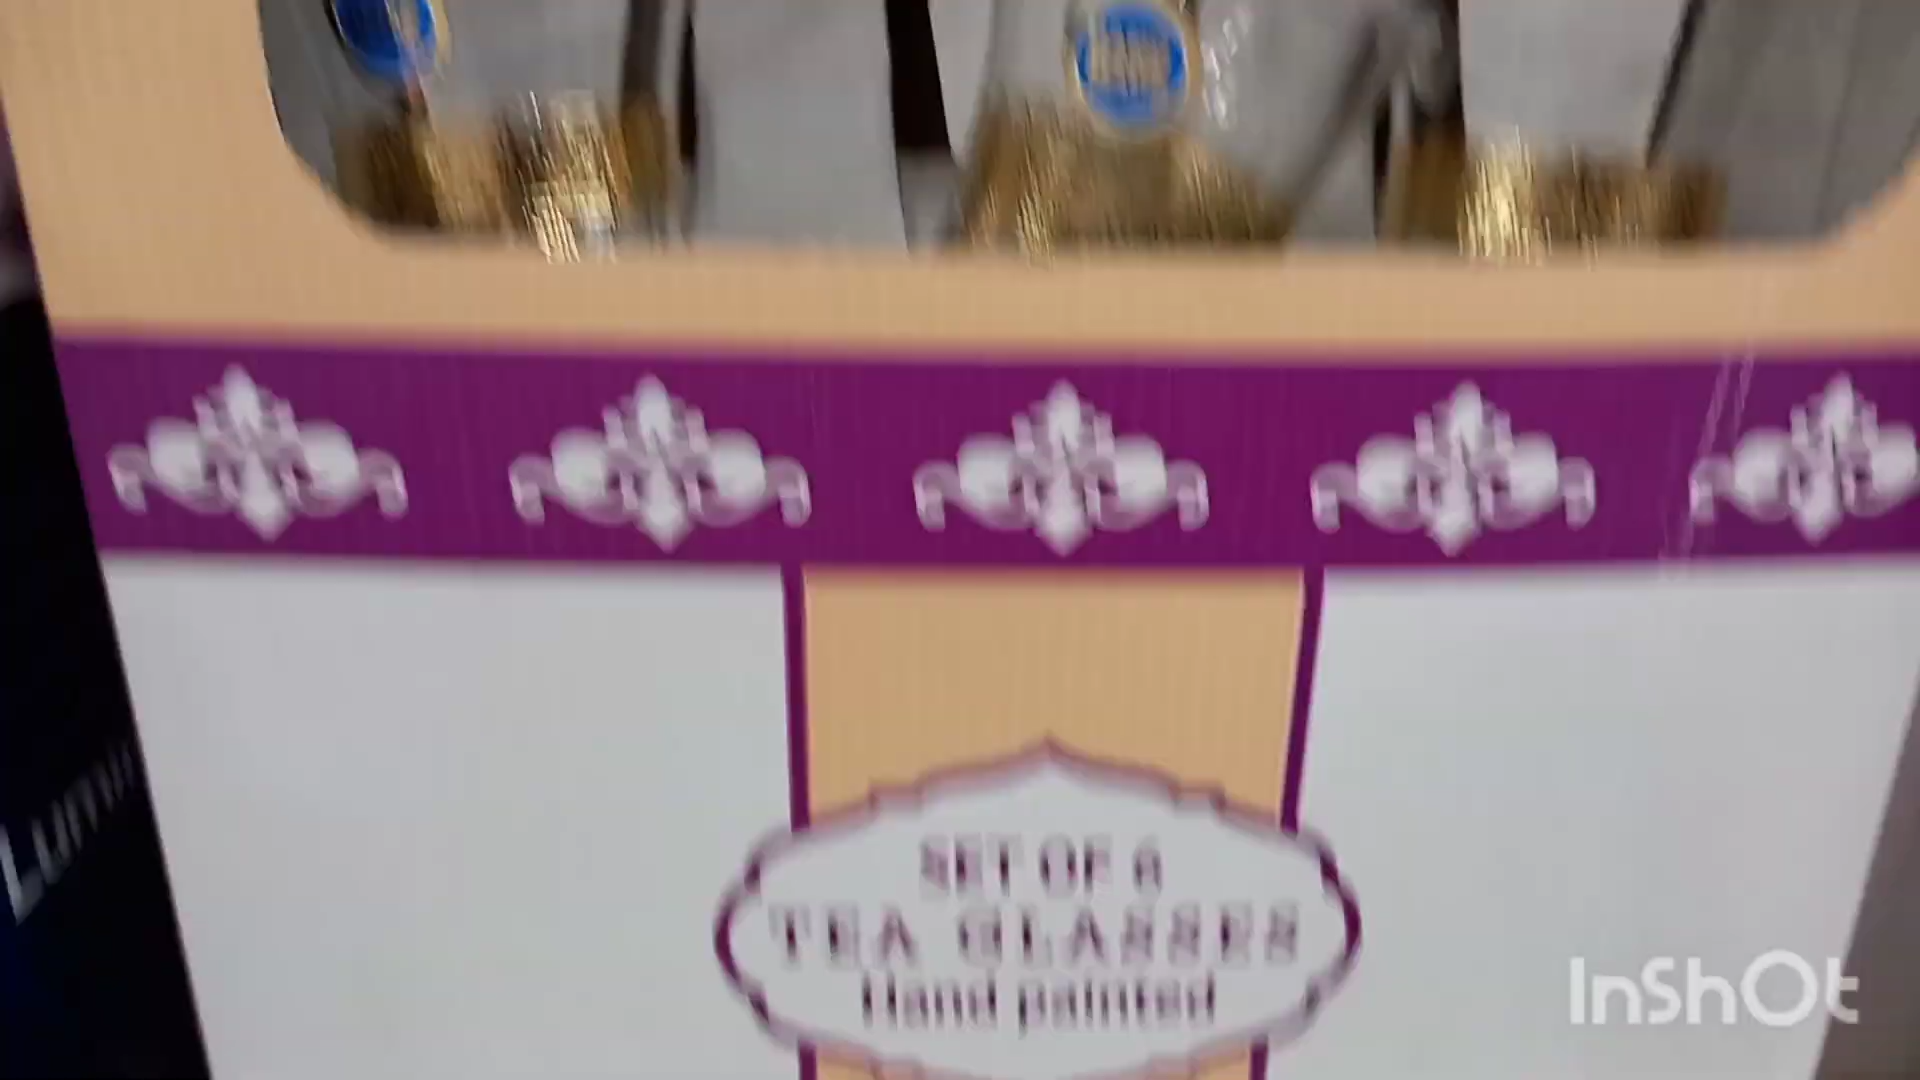 SET OF 6
TEA GLASSES
Hand painted
InShOt